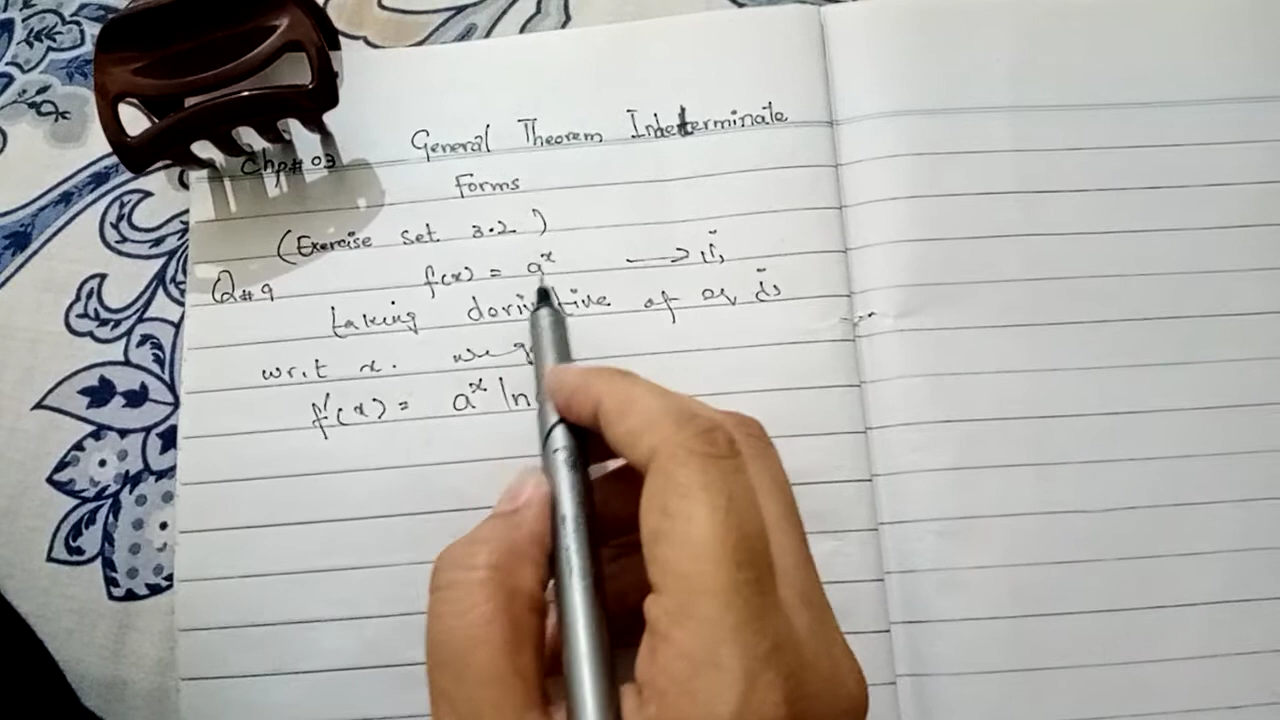 Chp# 03 General Theorem Indeterminate
Forms
(Exercise Set 3.2)
Q#9 f(x) = a^x → i,
taking derivative of eq i,
w.r.t x. we g
f'(x) = a^x ln